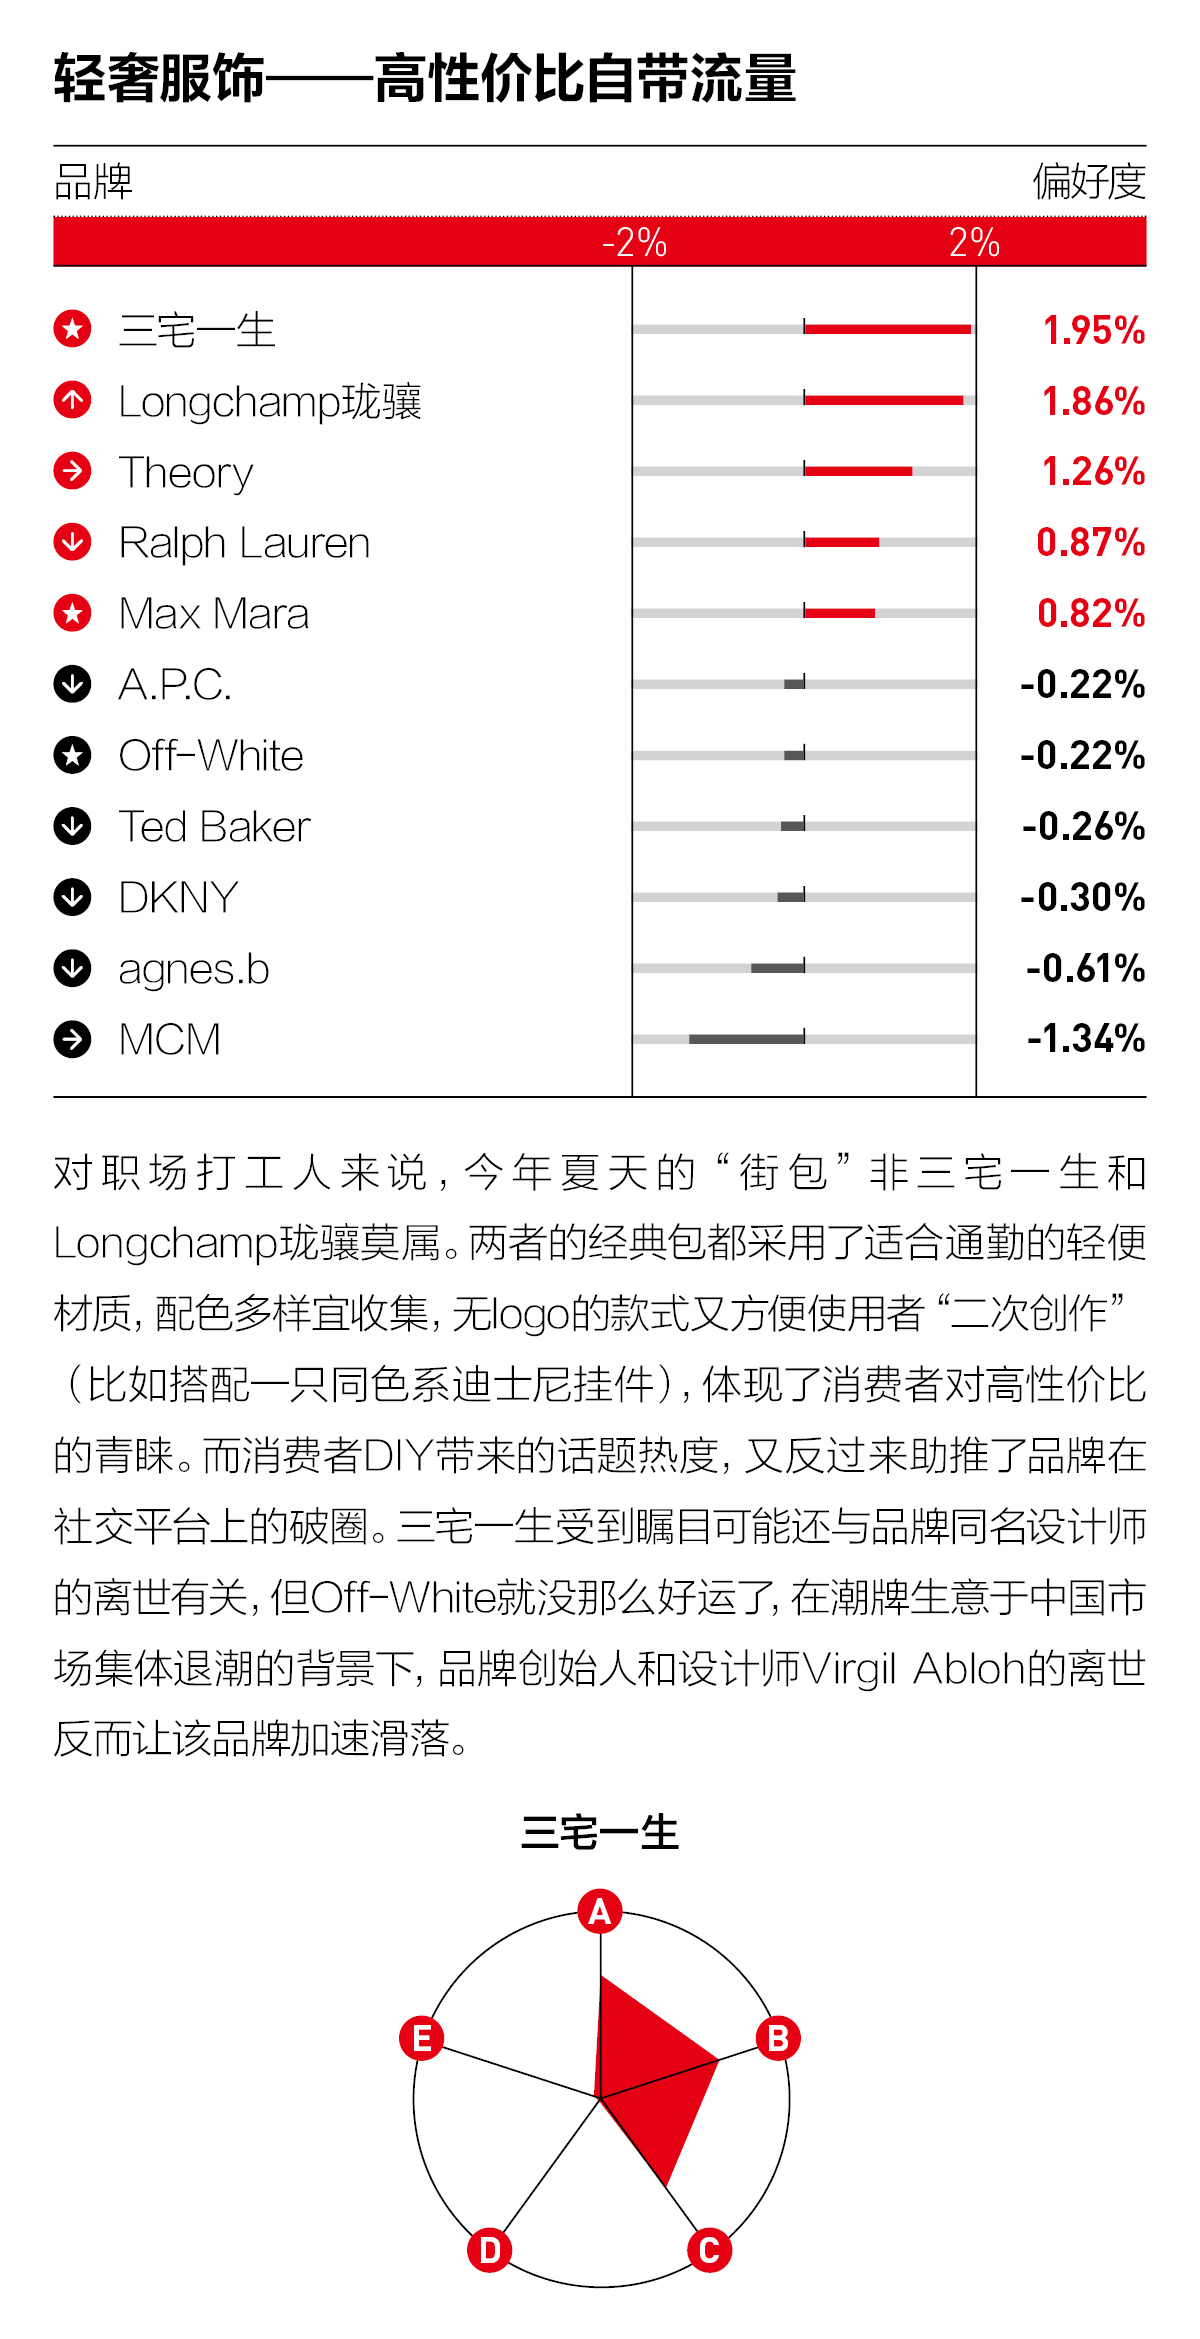 轻奢服饰——高性价比自带流量
品牌 偏好度
-2% 2%
三宅一生 1.95%
Longchamp珑骧 1.86%
Theory 1.26%
Ralph Lauren 0.87%
Max Mara 0.82%
A.P.C. -0.22%
Off-White -0.22%
Ted Baker -0.26%
DKNY -0.30%
agnes.b -0.61%
MCM -1.34%
对职场打工人来说，今年夏天的“街包”非三宅一生和
Longchamp珑骧莫属。两者的经典包都采用了适合通勤的轻便
材质，配色多样宜收集，无logo的款式又方便使用者“二次创作”
（比如搭配一只同色系迪士尼挂件），体现了消费者对高性价比
的青睐。而消费者DIY带来的话题热度，又反过来助推了品牌在
社交平台上的破圈。三宅一生受到瞩目可能还与品牌同名设计师
的离世有关，但Off-White就没那么好运了，在潮牌生意于中国市
场集体退潮的背景下，品牌创始人和设计师Virgil Abloh的离世
反而让该品牌加速滑落。
三宅一生
A
B
C
D
E